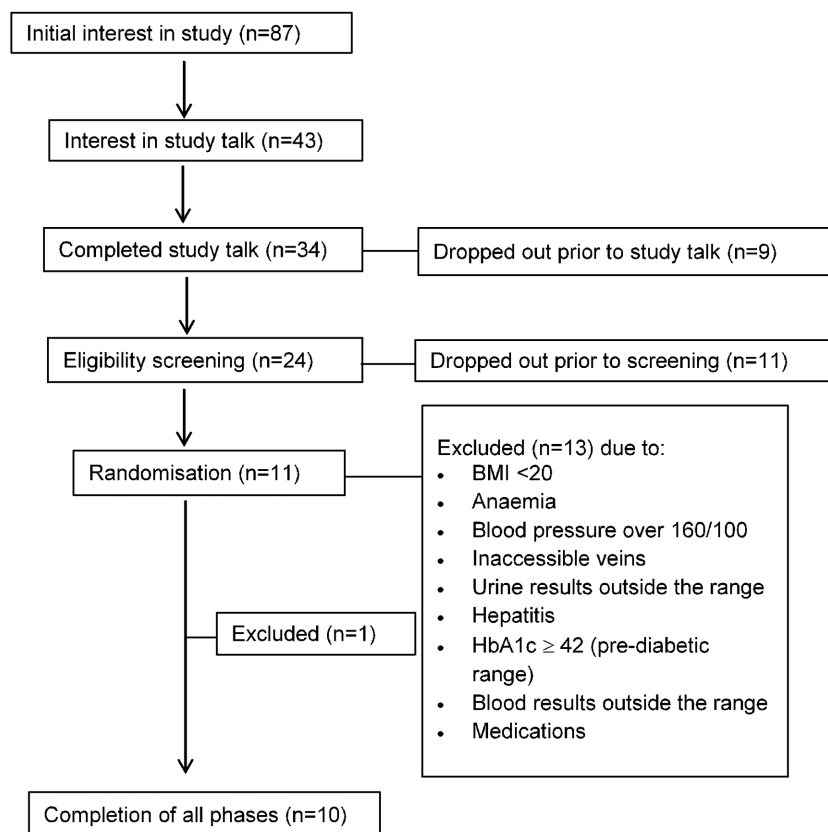 Initial interest in study (n=87)
Interest in study talk (n=43)
Completed study talk (n=34)
Dropped out prior to study talk (n=9)
Eligibility screening (n=24)
Dropped out prior to screening (n=11)
Randomisation (n=11)
Excluded (n=13) due to:
• BMI <20
• Anaemia
• Blood pressure over 160/100
• Inaccessible veins
• Urine results outside the range
• Hepatitis
• HbA1c ≥ 42 (pre-diabetic
range)
• Blood results outside the range
• Medications
Excluded (n=1)
Completion of all phases (n=10)